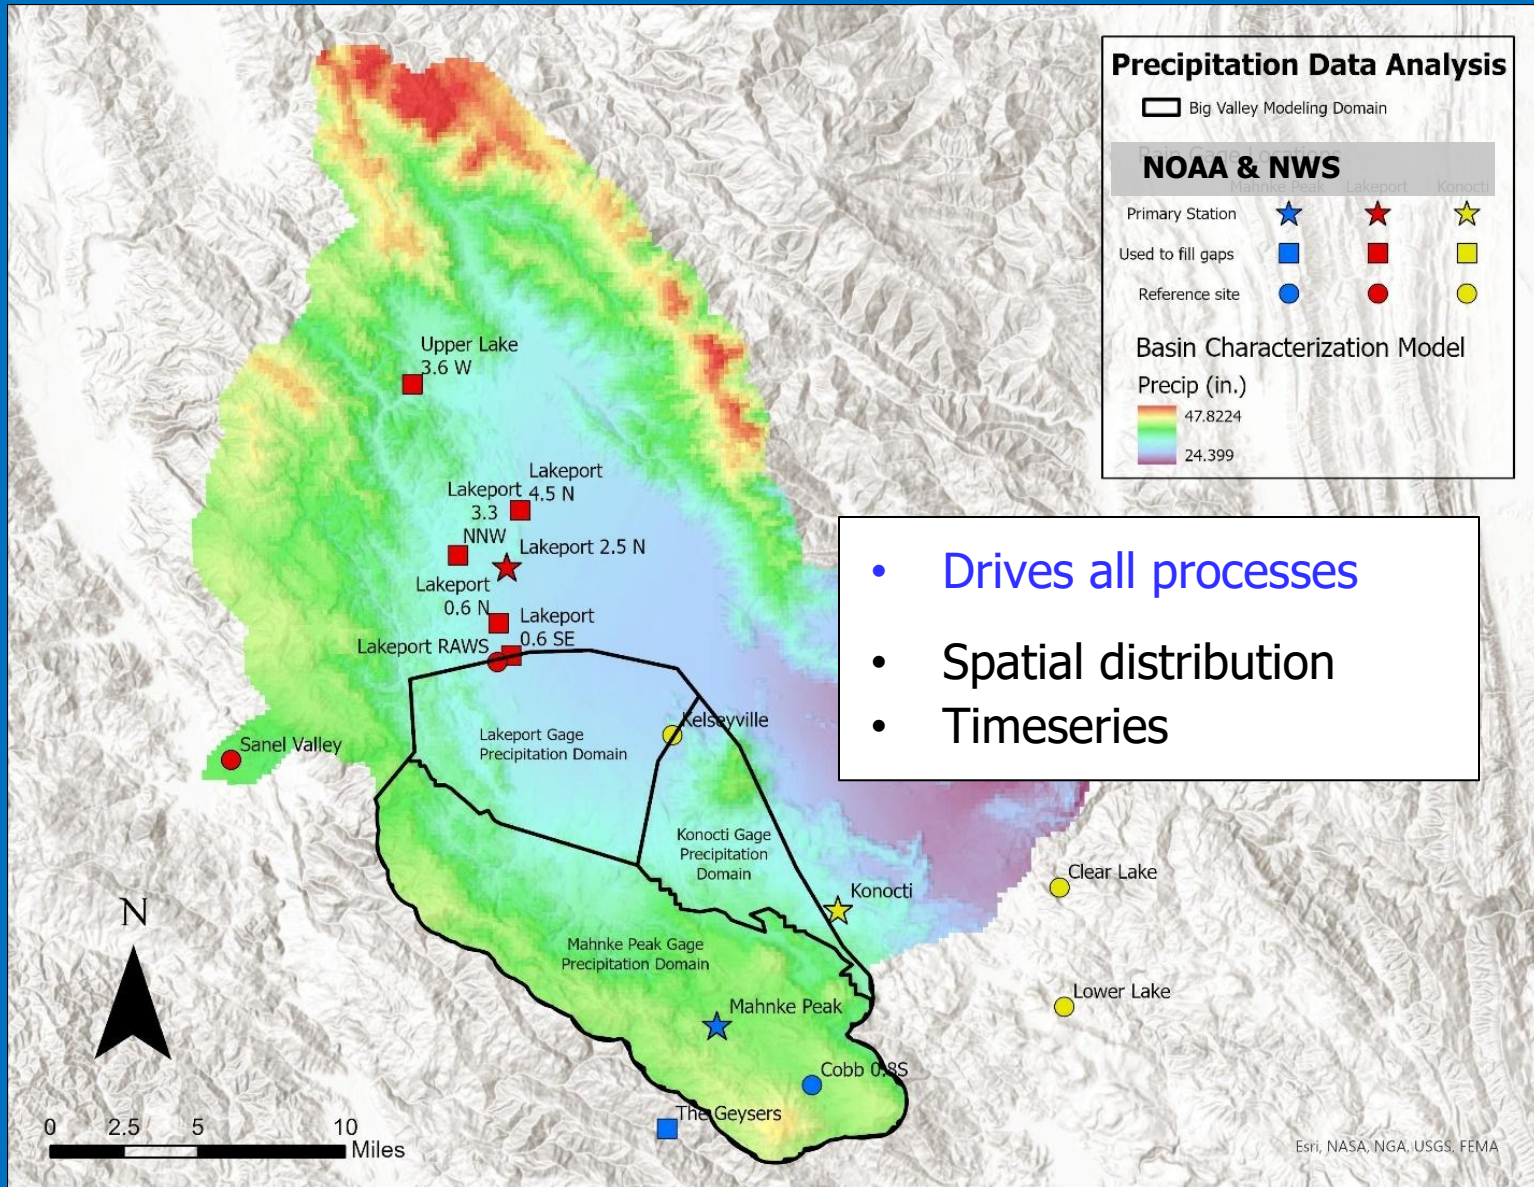 Precipitation Data Analysis
Big Valley Modeling Domain
Rain Gage Locations
NOAA & NWS
Mahnke Peak Lakeport Konocti
Primary Station
Used to fill gaps
Reference site
Basin Characterization Model
Precip (in.)
47.8224
24.399
Upper Lake
3.6 W
Lakeport
4.5 N
Lakeport
3.3
NNW
Lakeport 2.5 N
Lakeport
0.6 N
Lakeport
0.6 SE
Lakeport RAWS
• Drives all processes
• Spatial distribution
• Timeseries
Kelseyville
Sanel Valley
Lakeport Gage
Precipitation Domain
Konocti Gage
Precipitation
Domain
Konocti
Clear Lake
Mahnke Peak Gage
Precipitation Domain
Lower Lake
Mahnke Peak
Cobb 0.8S
The Geysers
N
0 2.5 5 10
Miles
Esri, NASA, NGA, USGS, FEMA